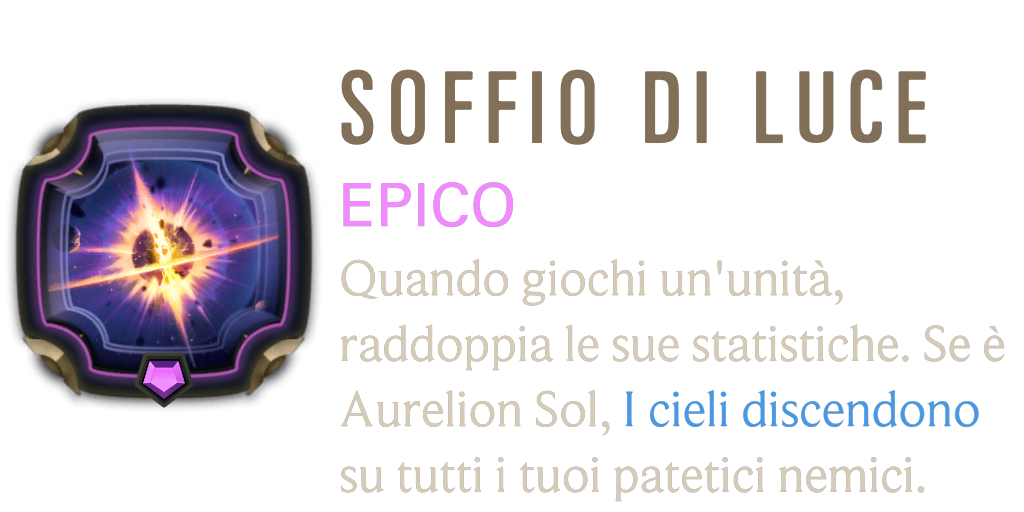 SOFFIO DI LUCE
EPICO
Quando giochi un'unità,
raddoppia le sue statistiche. Se è
Aurelion Sol, I cieli discendono
su tutti i tuoi patetici nemici.